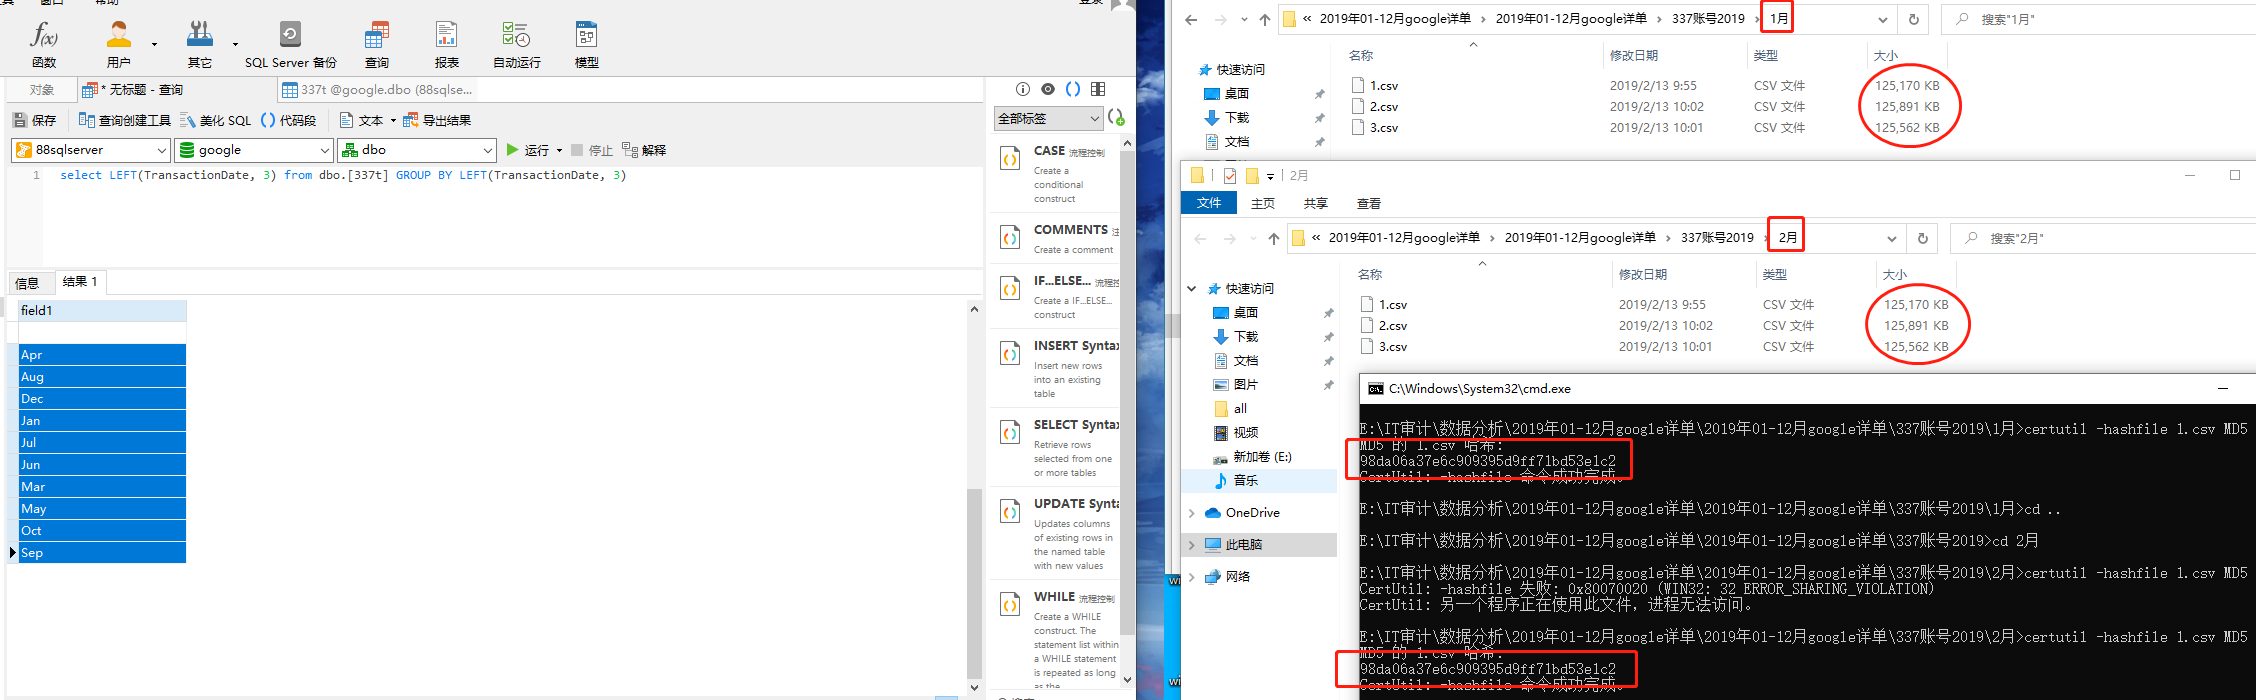 窗口
帮助
登录
函数
用户
其它
SQL Server 备份
查询
报表
自动运行
模型
对象
* 无标题 - 查询
337t @google.dbo (88sqlse...
保存
查询创建工具
美化 SQL
代码段
文本
导出结果
88sqlserver
google
dbo
运行
停止
解释
1 select LEFT(TransactionDate, 3) from dbo.[337t] GROUP BY LEFT(TransactionDate, 3)
信息
结果 1
field1
Apr
Aug
Dec
Jan
Jul
Jun
Mar
May
Oct
Sep
全部标签
CASE 流程控制
Create a
conditional
construct
COMMENTS 注
Create a comment
IF...ELSE... 流程控
Create a IF...ELSE...
construct
INSERT Syntax
Insert new rows
into an existing
table
SELECT Syntax
Retrieve rows
selected from one
or more tables
UPDATE Synta
Updates columns
of existing rows in
the named table
with new values
WHILE 流程控制
Create a WHILE
construct. The
statement list within
a WHILE statement
is repeated as long
as the
« 2019年01-12月google详单 › 2019年01-12月google详单 › 337账号2019 › 1月
搜索"1月"
快速访问
桌面
下载
文档
名称 修改日期 类型 大小
1.csv 2019/2/13 9:55 CSV 文件 125,170 KB
2.csv 2019/2/13 10:02 CSV 文件 125,891 KB
3.csv 2019/2/13 10:01 CSV 文件 125,562 KB
2月
文件 主页 共享 查看
« 2019年01-12月google详单 › 2019年01-12月google详单 › 337账号2019 › 2月
搜索"2月"
快速访问
桌面
下载
文档
图片
all
视频
新加卷 (E:)
音乐
OneDrive
此电脑
网络
名称 修改日期 类型 大小
1.csv 2019/2/13 9:55 CSV 文件 125,170 KB
2.csv 2019/2/13 10:02 CSV 文件 125,891 KB
3.csv 2019/2/13 10:01 CSV 文件 125,562 KB
C:\Windows\System32\cmd.exe
E:\IT审计\数据分析\2019年01-12月google详单\2019年01-12月google详单\337账号2019\1月>certutil -hashfile 1.csv MD5
MD5 的 1.csv 哈希:
98da06a37e6c909395d9ff71bd53e1c2
CertUtil: -hashfile 命令成功完成。
E:\IT审计\数据分析\2019年01-12月google详单\2019年01-12月google详单\337账号2019\1月>cd ..
E:\IT审计\数据分析\2019年01-12月google详单\2019年01-12月google详单\337账号2019>cd 2月
E:\IT审计\数据分析\2019年01-12月google详单\2019年01-12月google详单\337账号2019\2月>certutil -hashfile 1.csv MD5
CertUtil: -hashfile 失败: 0x80070020 (WIN32: 32 ERROR_SHARING_VIOLATION)
CertUtil: 另一个程序正在使用此文件，进程无法访问。
E:\IT审计\数据分析\2019年01-12月google详单\2019年01-12月google详单\337账号2019\2月>certutil -hashfile 1.csv MD5
MD5 的 1.csv 哈希:
98da06a37e6c909395d9ff71bd53e1c2
CertUtil: -hashfile 命令成功完成。